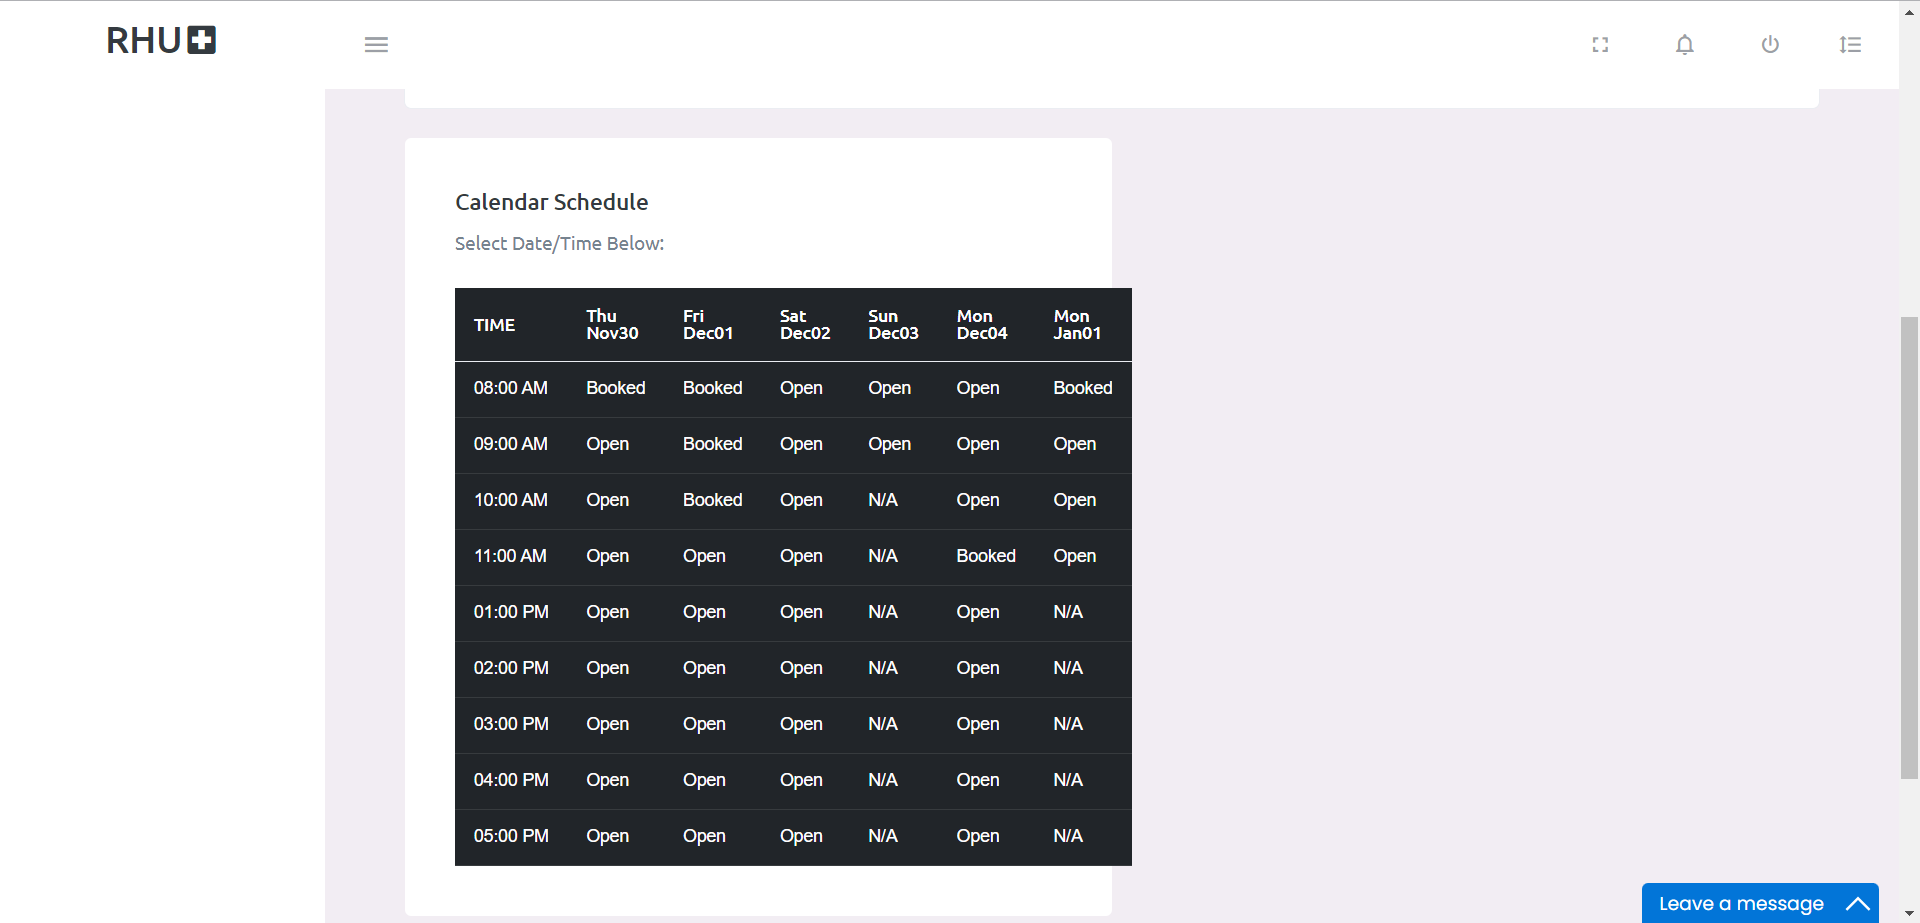 RHU
Calendar Schedule
Select Date/Time Below:
TIME Thu Nov30 Fri Dec01 Sat Dec02 Sun Dec03 Mon Dec04 Mon Jan01
08:00 AM Booked Booked Open Open Open Booked
09:00 AM Open Booked Open Open Open Open
10:00 AM Open Booked Open N/A Open Open
11:00 AM Open Open Open N/A Booked Open
01:00 PM Open Open Open N/A Open N/A
02:00 PM Open Open Open N/A Open N/A
03:00 PM Open Open Open N/A Open N/A
04:00 PM Open Open Open N/A Open N/A
05:00 PM Open Open Open N/A Open N/A
Leave a message